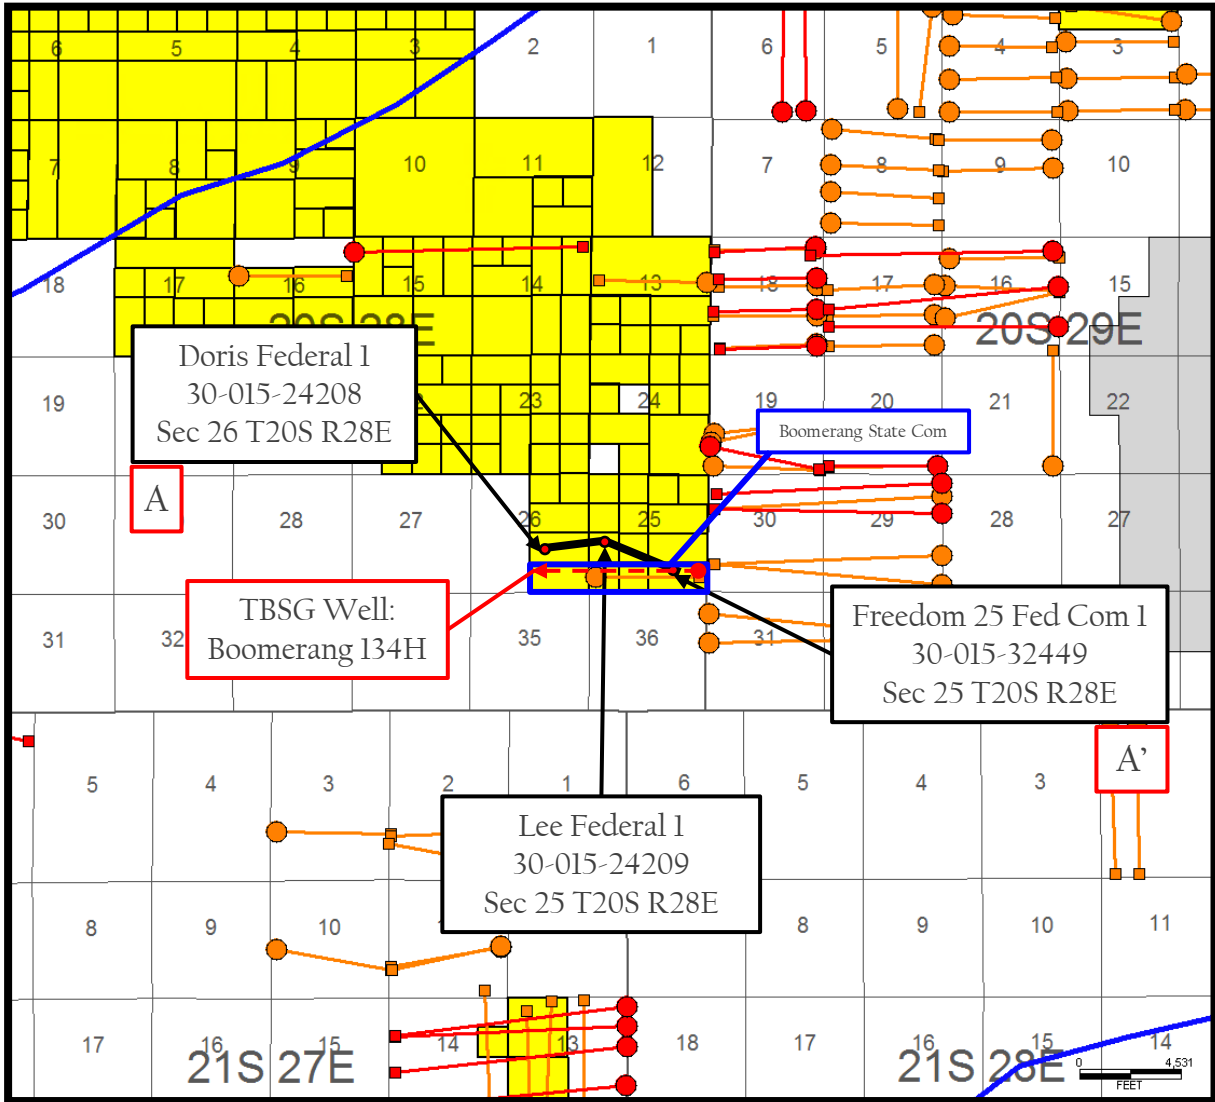 6 5 4 3 2 1 6 5 4 3
7 8 9 10 11 12 7 8 9 10
18 17 16 15 14 13 18 17 16 15
20S 29E
Doris Federal 1
30-015-24208
Sec 26 T20S R28E
19 23 24 19 20 21 22
Boomerang State Com
A
30 28 27 26 25 30 29 28 27
TBSG Well:
Boomerang 134H
31 32 35 36 31
Freedom 25 Fed Com 1
30-015-32449
Sec 25 T20S R28E
A'
5 4 3 2 1 6 5 4 3
Lee Federal 1
30-015-24209
Sec 25 T20S R28E
8 9 10 8 9 10 11
17 16 15 14 13 18 17 16 15 14
21S 27E
21S 28E
0 4,531
FEET